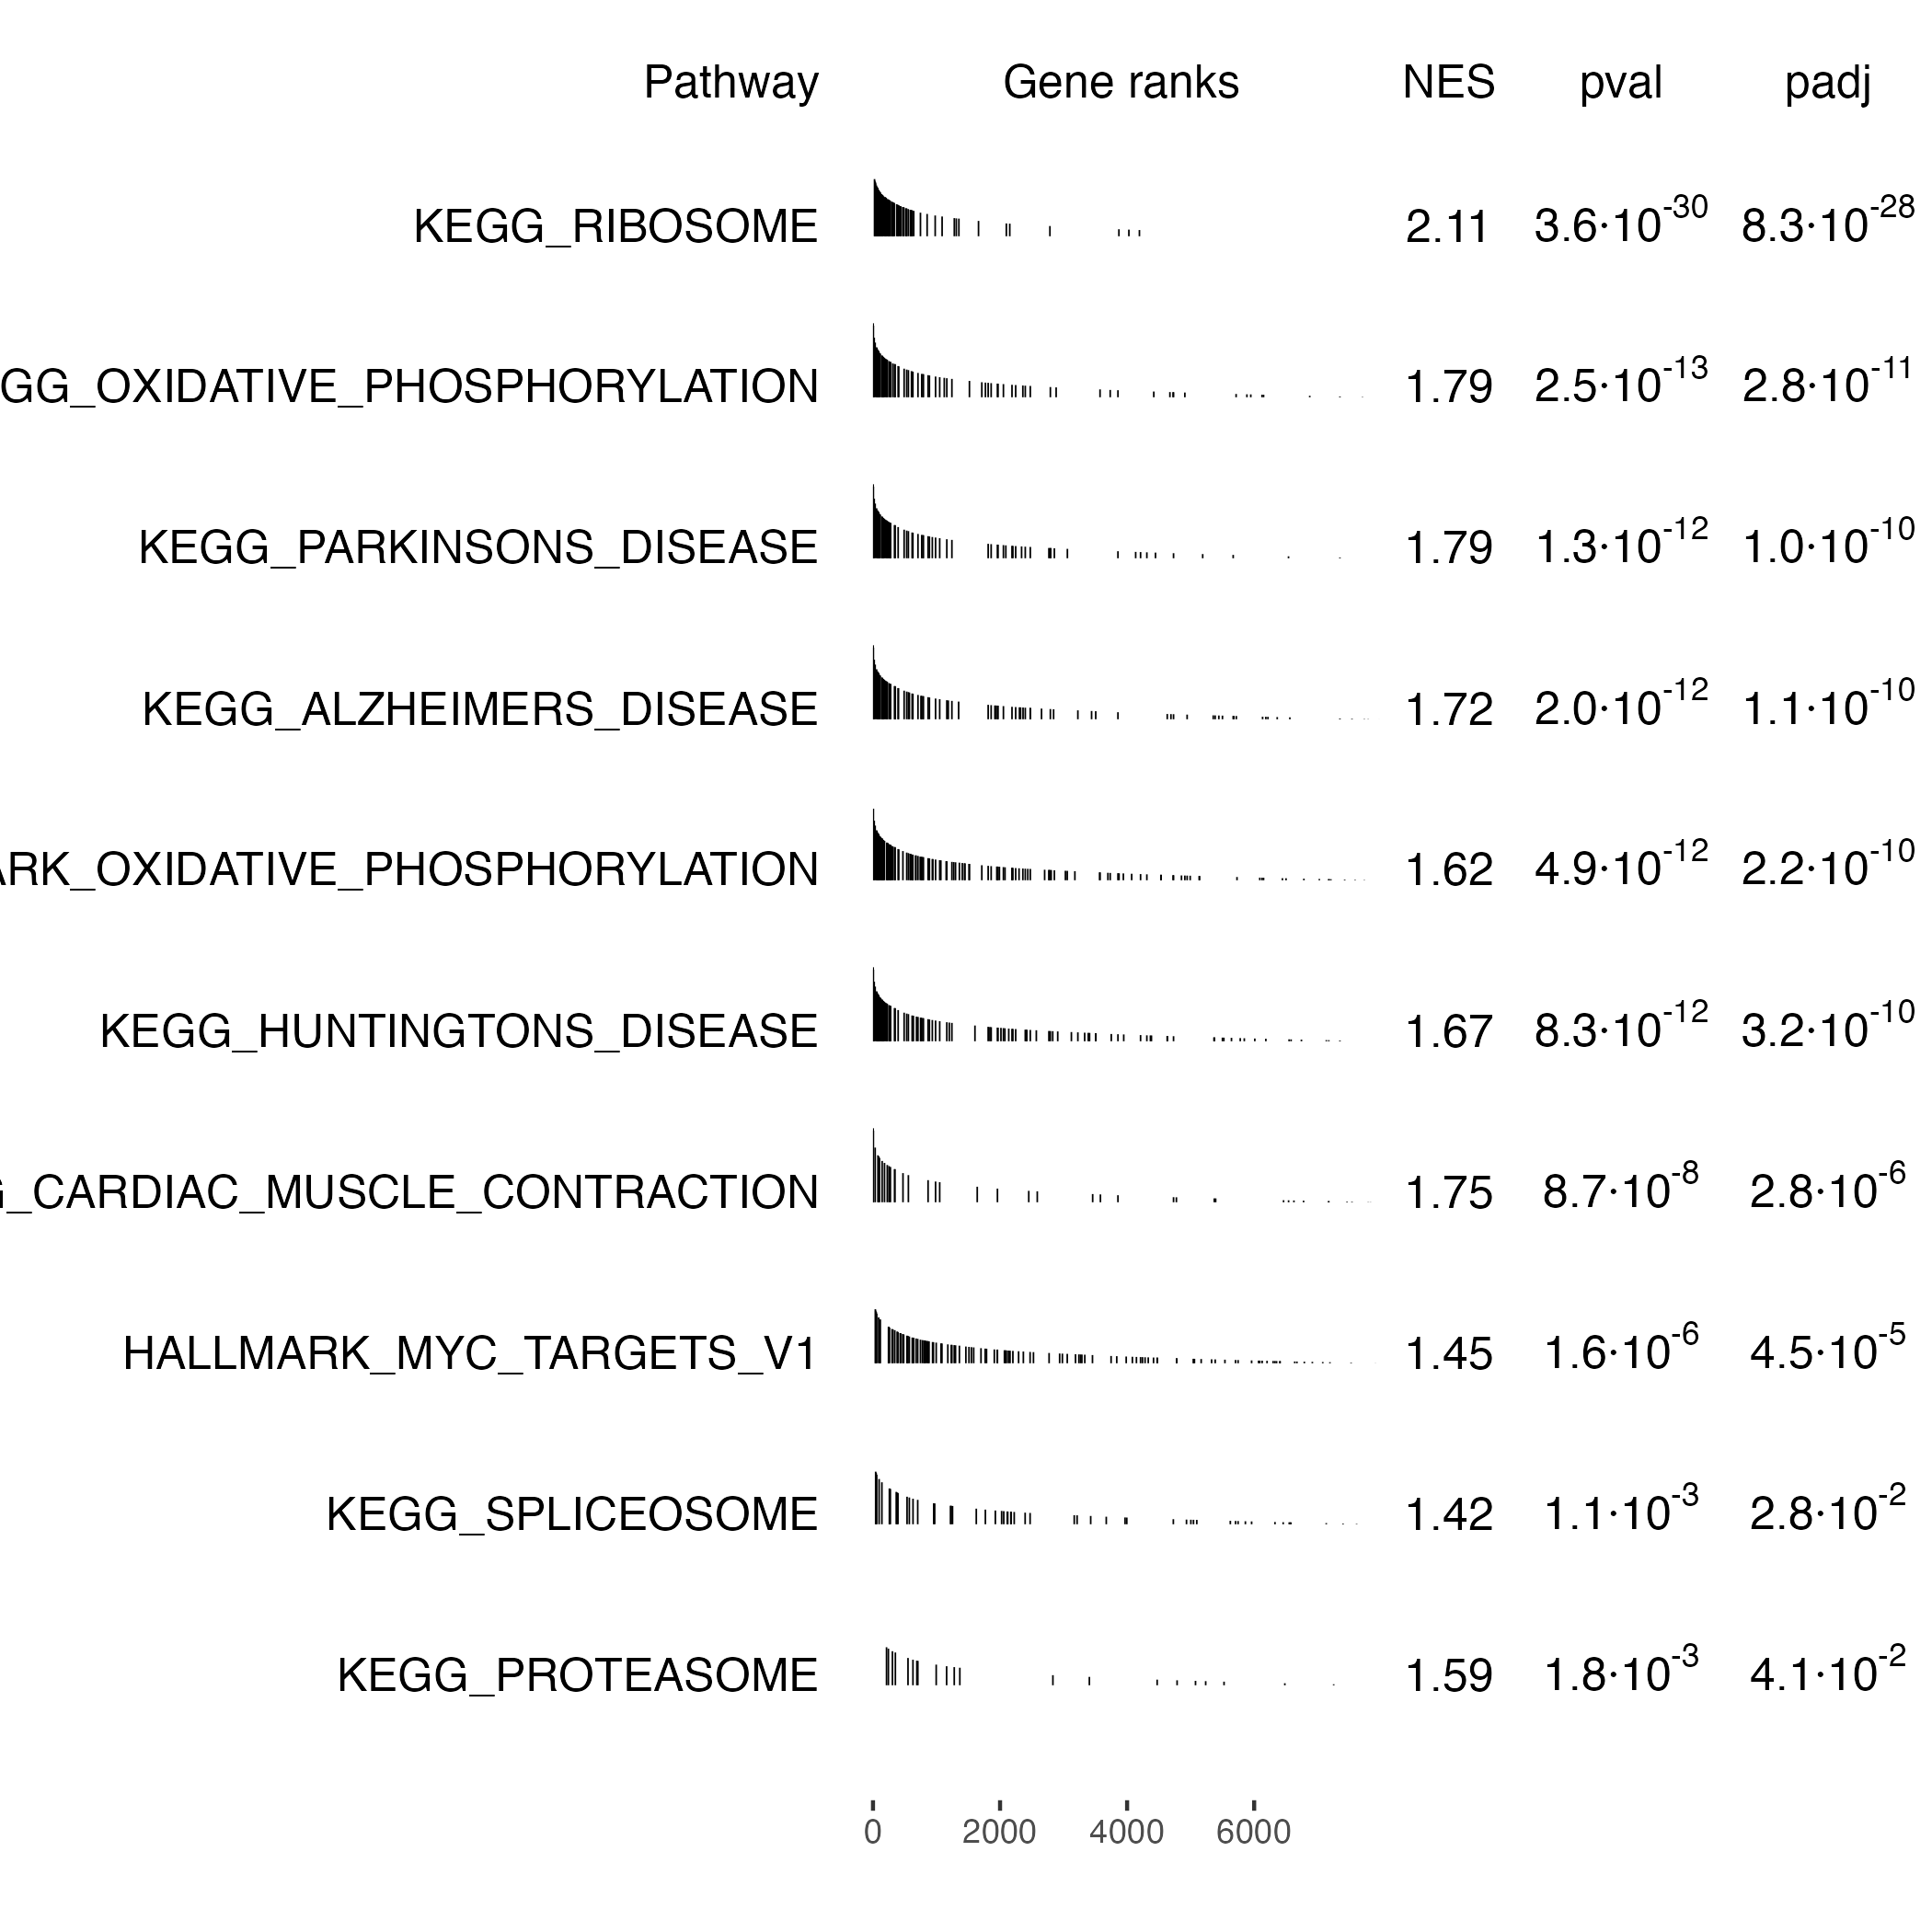 Pathway Gene ranks NES pval padj
KEGG_RIBOSOME 2.11 3.6·10⁻³⁰ 8.3·10⁻²⁸
GG_OXIDATIVE_PHOSPHORYLATION 1.79 2.5·10⁻¹³ 2.8·10⁻¹¹
KEGG_PARKINSONS_DISEASE 1.79 1.3·10⁻¹² 1.0·10⁻¹⁰
KEGG_ALZHEIMERS_DISEASE 1.72 2.0·10⁻¹² 1.1·10⁻¹⁰
ARK_OXIDATIVE_PHOSPHORYLATION 1.62 4.9·10⁻¹² 2.2·10⁻¹⁰
KEGG_HUNTINGTONS_DISEASE 1.67 8.3·10⁻¹² 3.2·10⁻¹⁰
G_CARDIAC_MUSCLE_CONTRACTION 1.75 8.7·10⁻⁸ 2.8·10⁻⁶
HALLMARK_MYC_TARGETS_V1 1.45 1.6·10⁻⁶ 4.5·10⁻⁵
KEGG_SPLICEOSOME 1.42 1.1·10⁻³ 2.8·10⁻²
KEGG_PROTEASOME 1.59 1.8·10⁻³ 4.1·10⁻²
0 2000 4000 6000